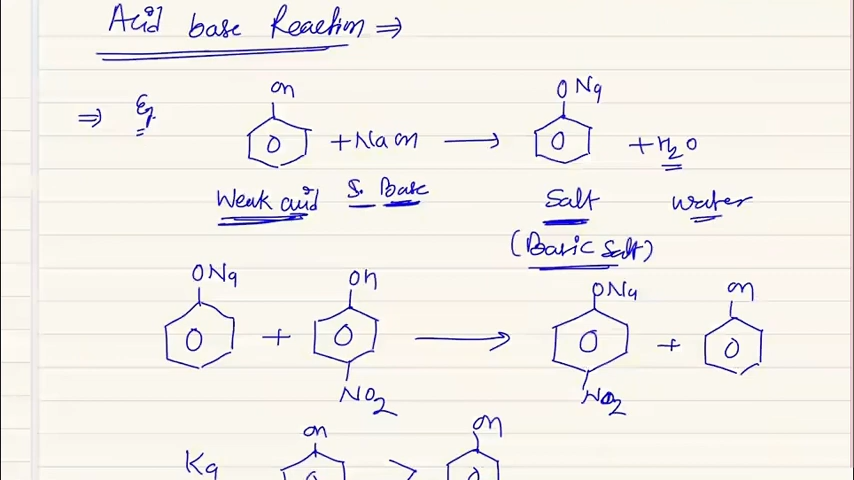 Acid base Reaction ⇒
⇒ Eg.
OH ONa
+ NaOH ⟶ + H2O
Weak acid S. Base Salt water
(Basic Salt)
ONa OH ONa OH
+ ⟶ +
NO2 NO2
OH OH
Ka >